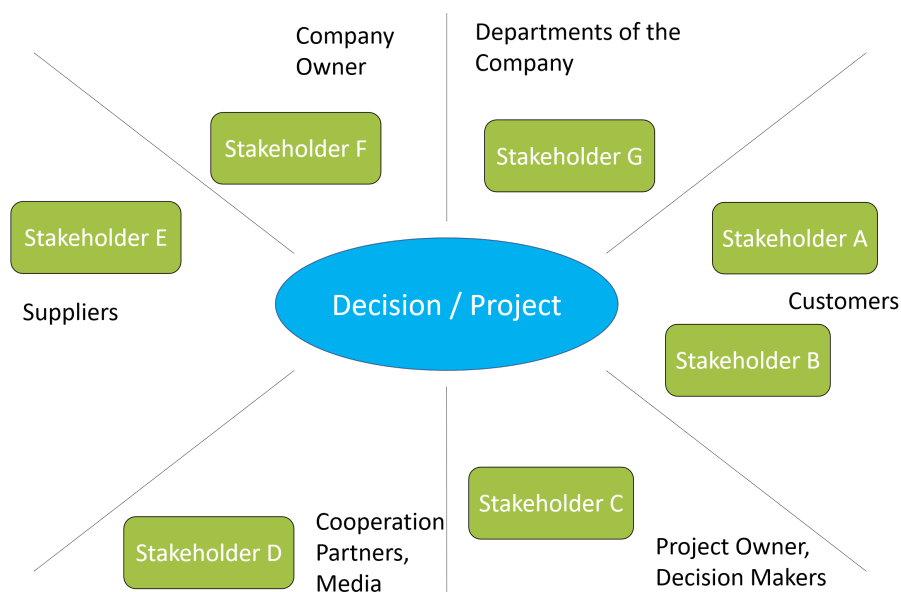 Company
Owner
Departments of the
Company
Stakeholder F
Stakeholder G
Stakeholder E
Stakeholder A
Suppliers
Decision / Project
Customers
Stakeholder B
Stakeholder C
Stakeholder D
Cooperation
Partners,
Media
Project Owner,
Decision Makers